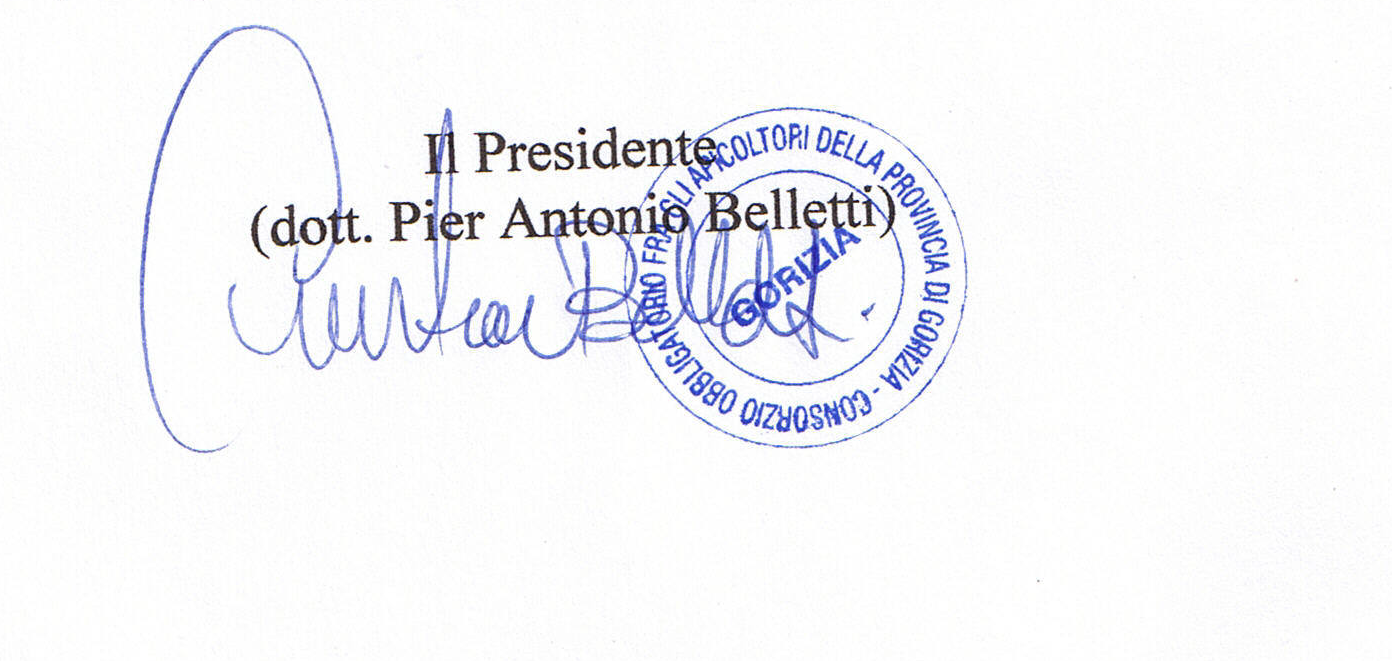 Il Presidente
(dott. Pier Antonio Belletti)
CONSORZIO OBBLIGATORIO FRA GLI APICOLTORI DELLA PROVINCIA DI GORIZIA -
GORIZIA